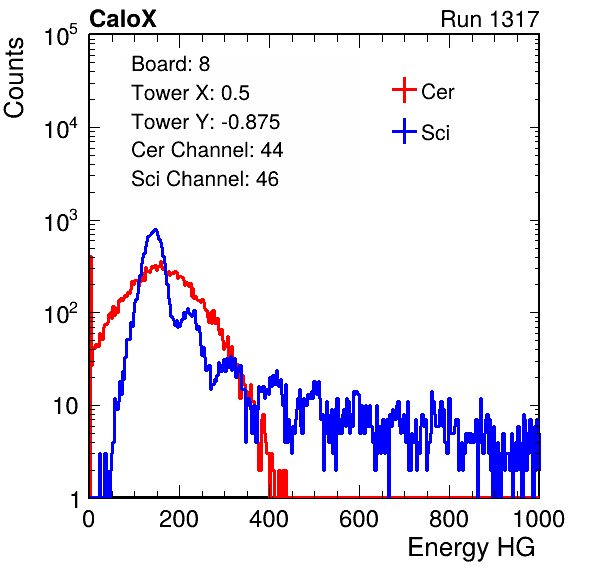 CaloX Run 1317
Counts
Board: 8
Tower X: 0.5
Tower Y: -0.875
Cer Channel: 44
Sci Channel: 46
Cer
Sci
10^5
10^4
10^3
10^2
10
1
0 200 400 600 800 1000
Energy HG